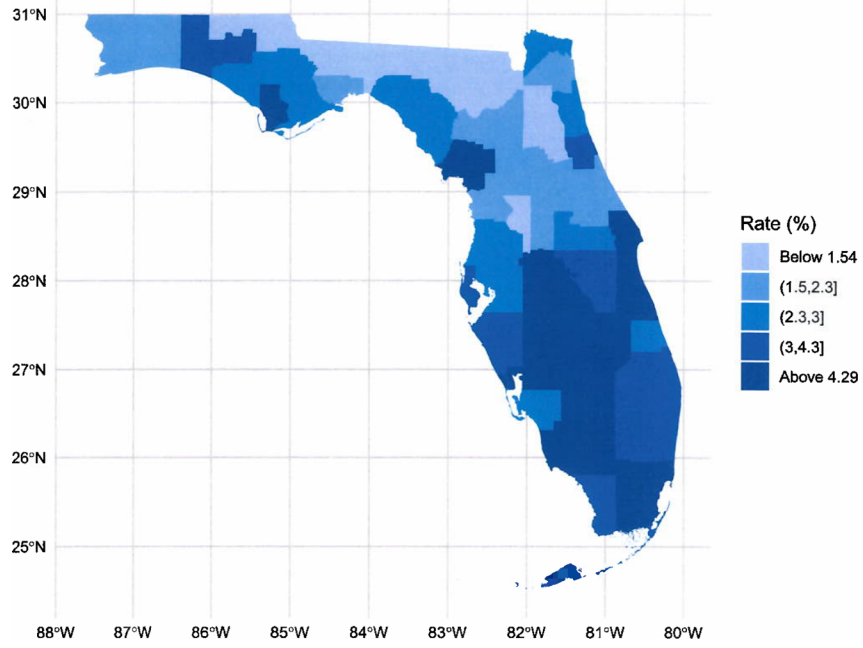 31°N
30°N
29°N
28°N
27°N
26°N
25°N
88°W 87°W 86°W 85°W 84°W 83°W 82°W 81°W 80°W
Rate (%)
Below 1.54
(1.5,2.3]
(2.3,3]
(3,4.3]
Above 4.29